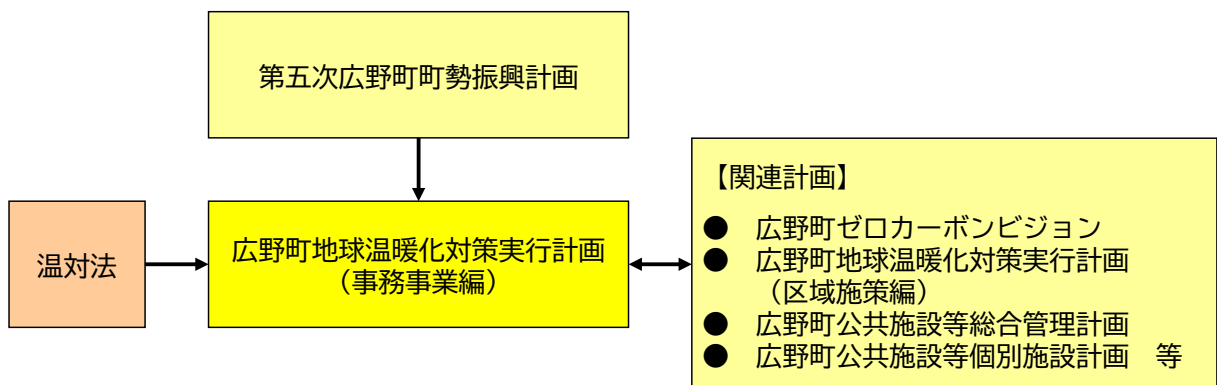 第五次広野町町勢振興計画
温対法
広野町地球温暖化対策実行計画
（事務事業編）
【関連計画】
● 広野町ゼロカーボンビジョン
● 広野町地球温暖化対策実行計画
（区域施策編）
● 広野町公共施設等総合管理計画
● 広野町公共施設等個別施設計画　等